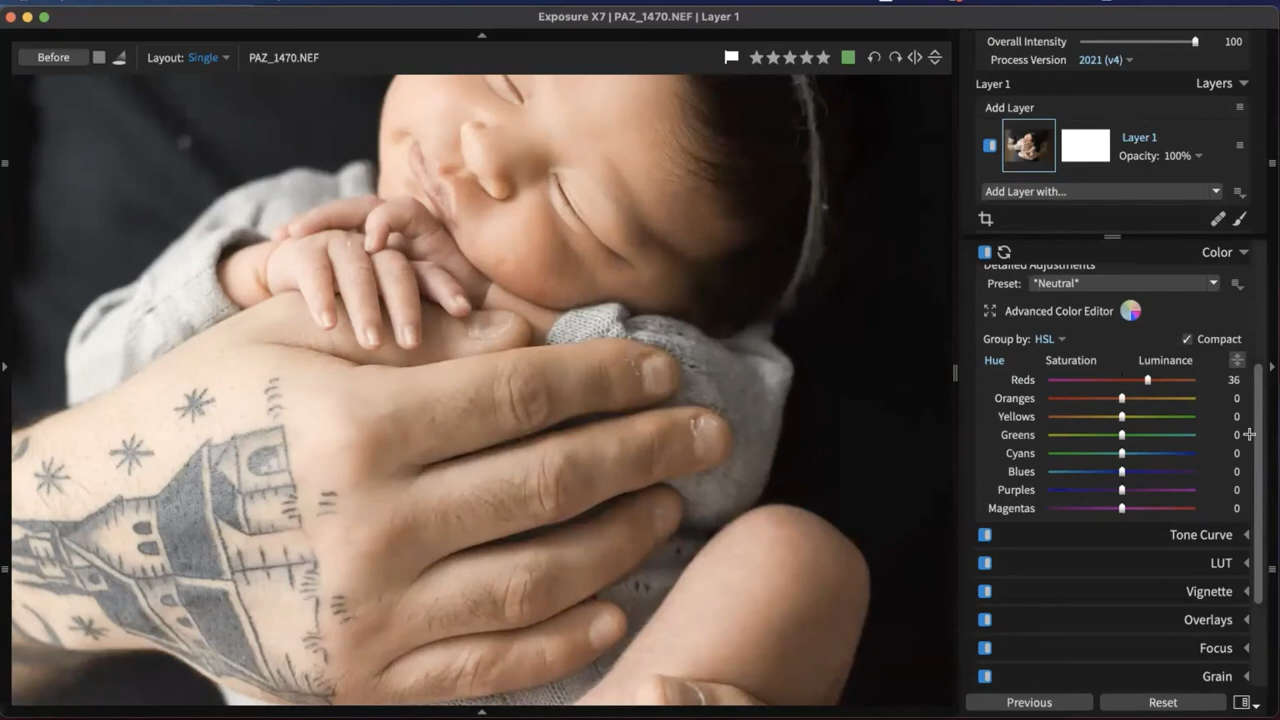 Exposure X7 | PAZ_1470.NEF | Layer 1
Before
Layout: Single
PAZ_1470.NEF
Overall Intensity 100
Process Version 2021 (v4)
Layer 1 Layers
Add Layer
Layer 1
Opacity: 100%
Add Layer with...
Color
Detailed Adjustments
Preset: *Neutral*
Advanced Color Editor
Group by: HSL Compact
Hue Saturation Luminance
Reds 36
Oranges 0
Yellows 0
Greens 0
Cyans 0
Blues 0
Purples 0
Magentas 0
Tone Curve
LUT
Vignette
Overlays
Focus
Grain
Previous Reset